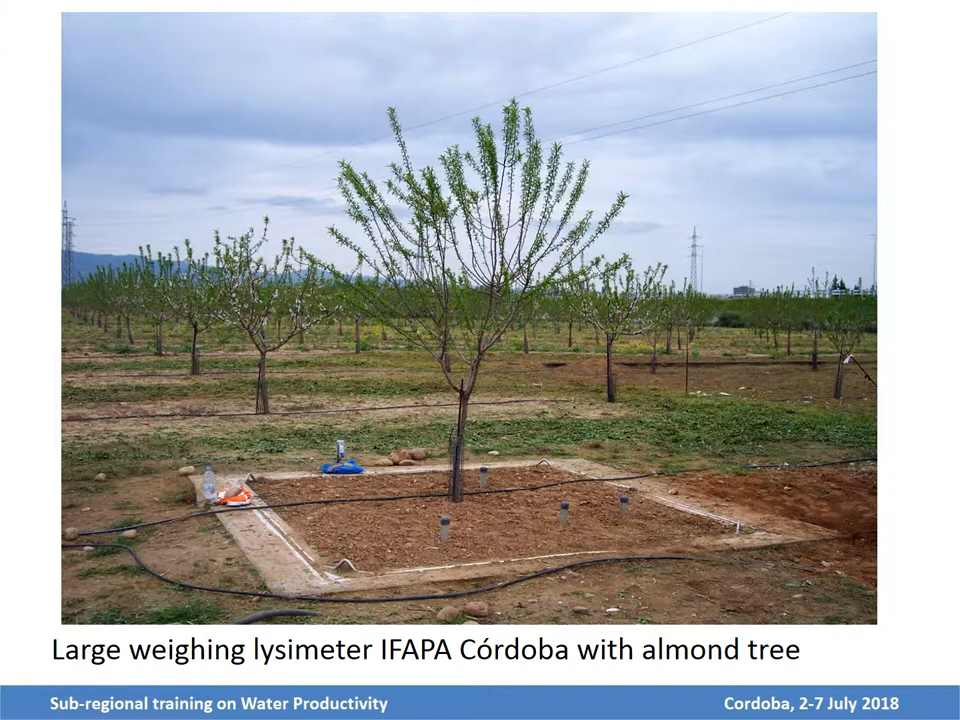 Large weighing lysimeter IFAPA Córdoba with almond tree
Sub-regional training on Water Productivity
Cordoba, 2-7 July 2018